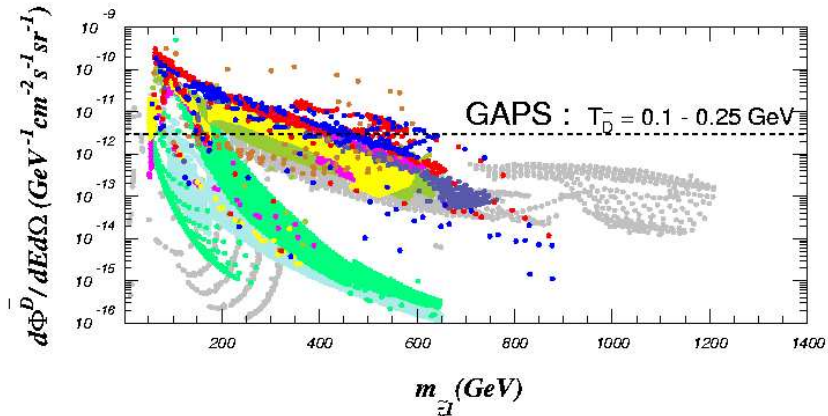 10^-9
10^-10
10^-11
10^-12
10^-13
10^-14
10^-15
10^-16
dΦ^D̄/dEdΩ (GeV^-1cm^-2s^-1sr^-1)
GAPS : T_D̄ = 0.1 - 0.25 GeV
200 400 600 800 1000 1200 1400
m_z̃1 (GeV)